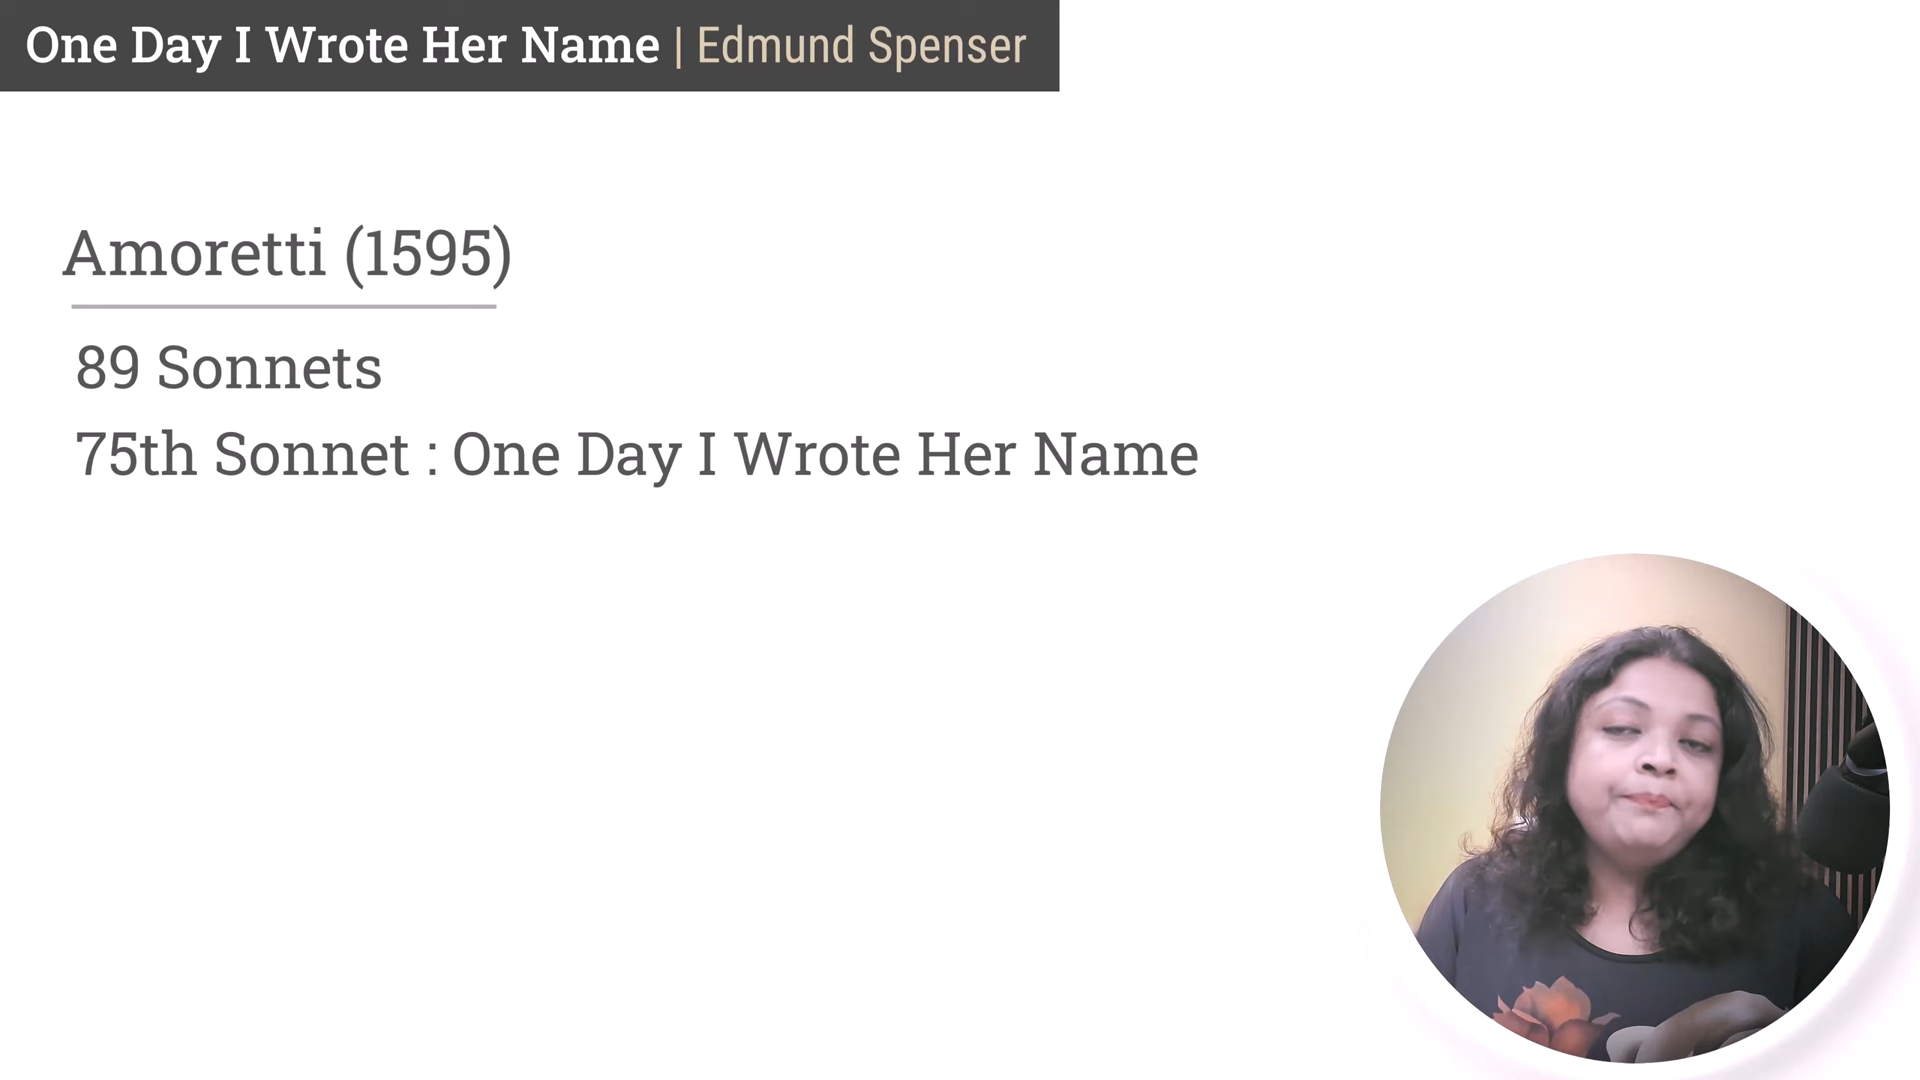 One Day I Wrote Her Name | Edmund Spenser
Amoretti (1595)
89 Sonnets
75th Sonnet : One Day I Wrote Her Name